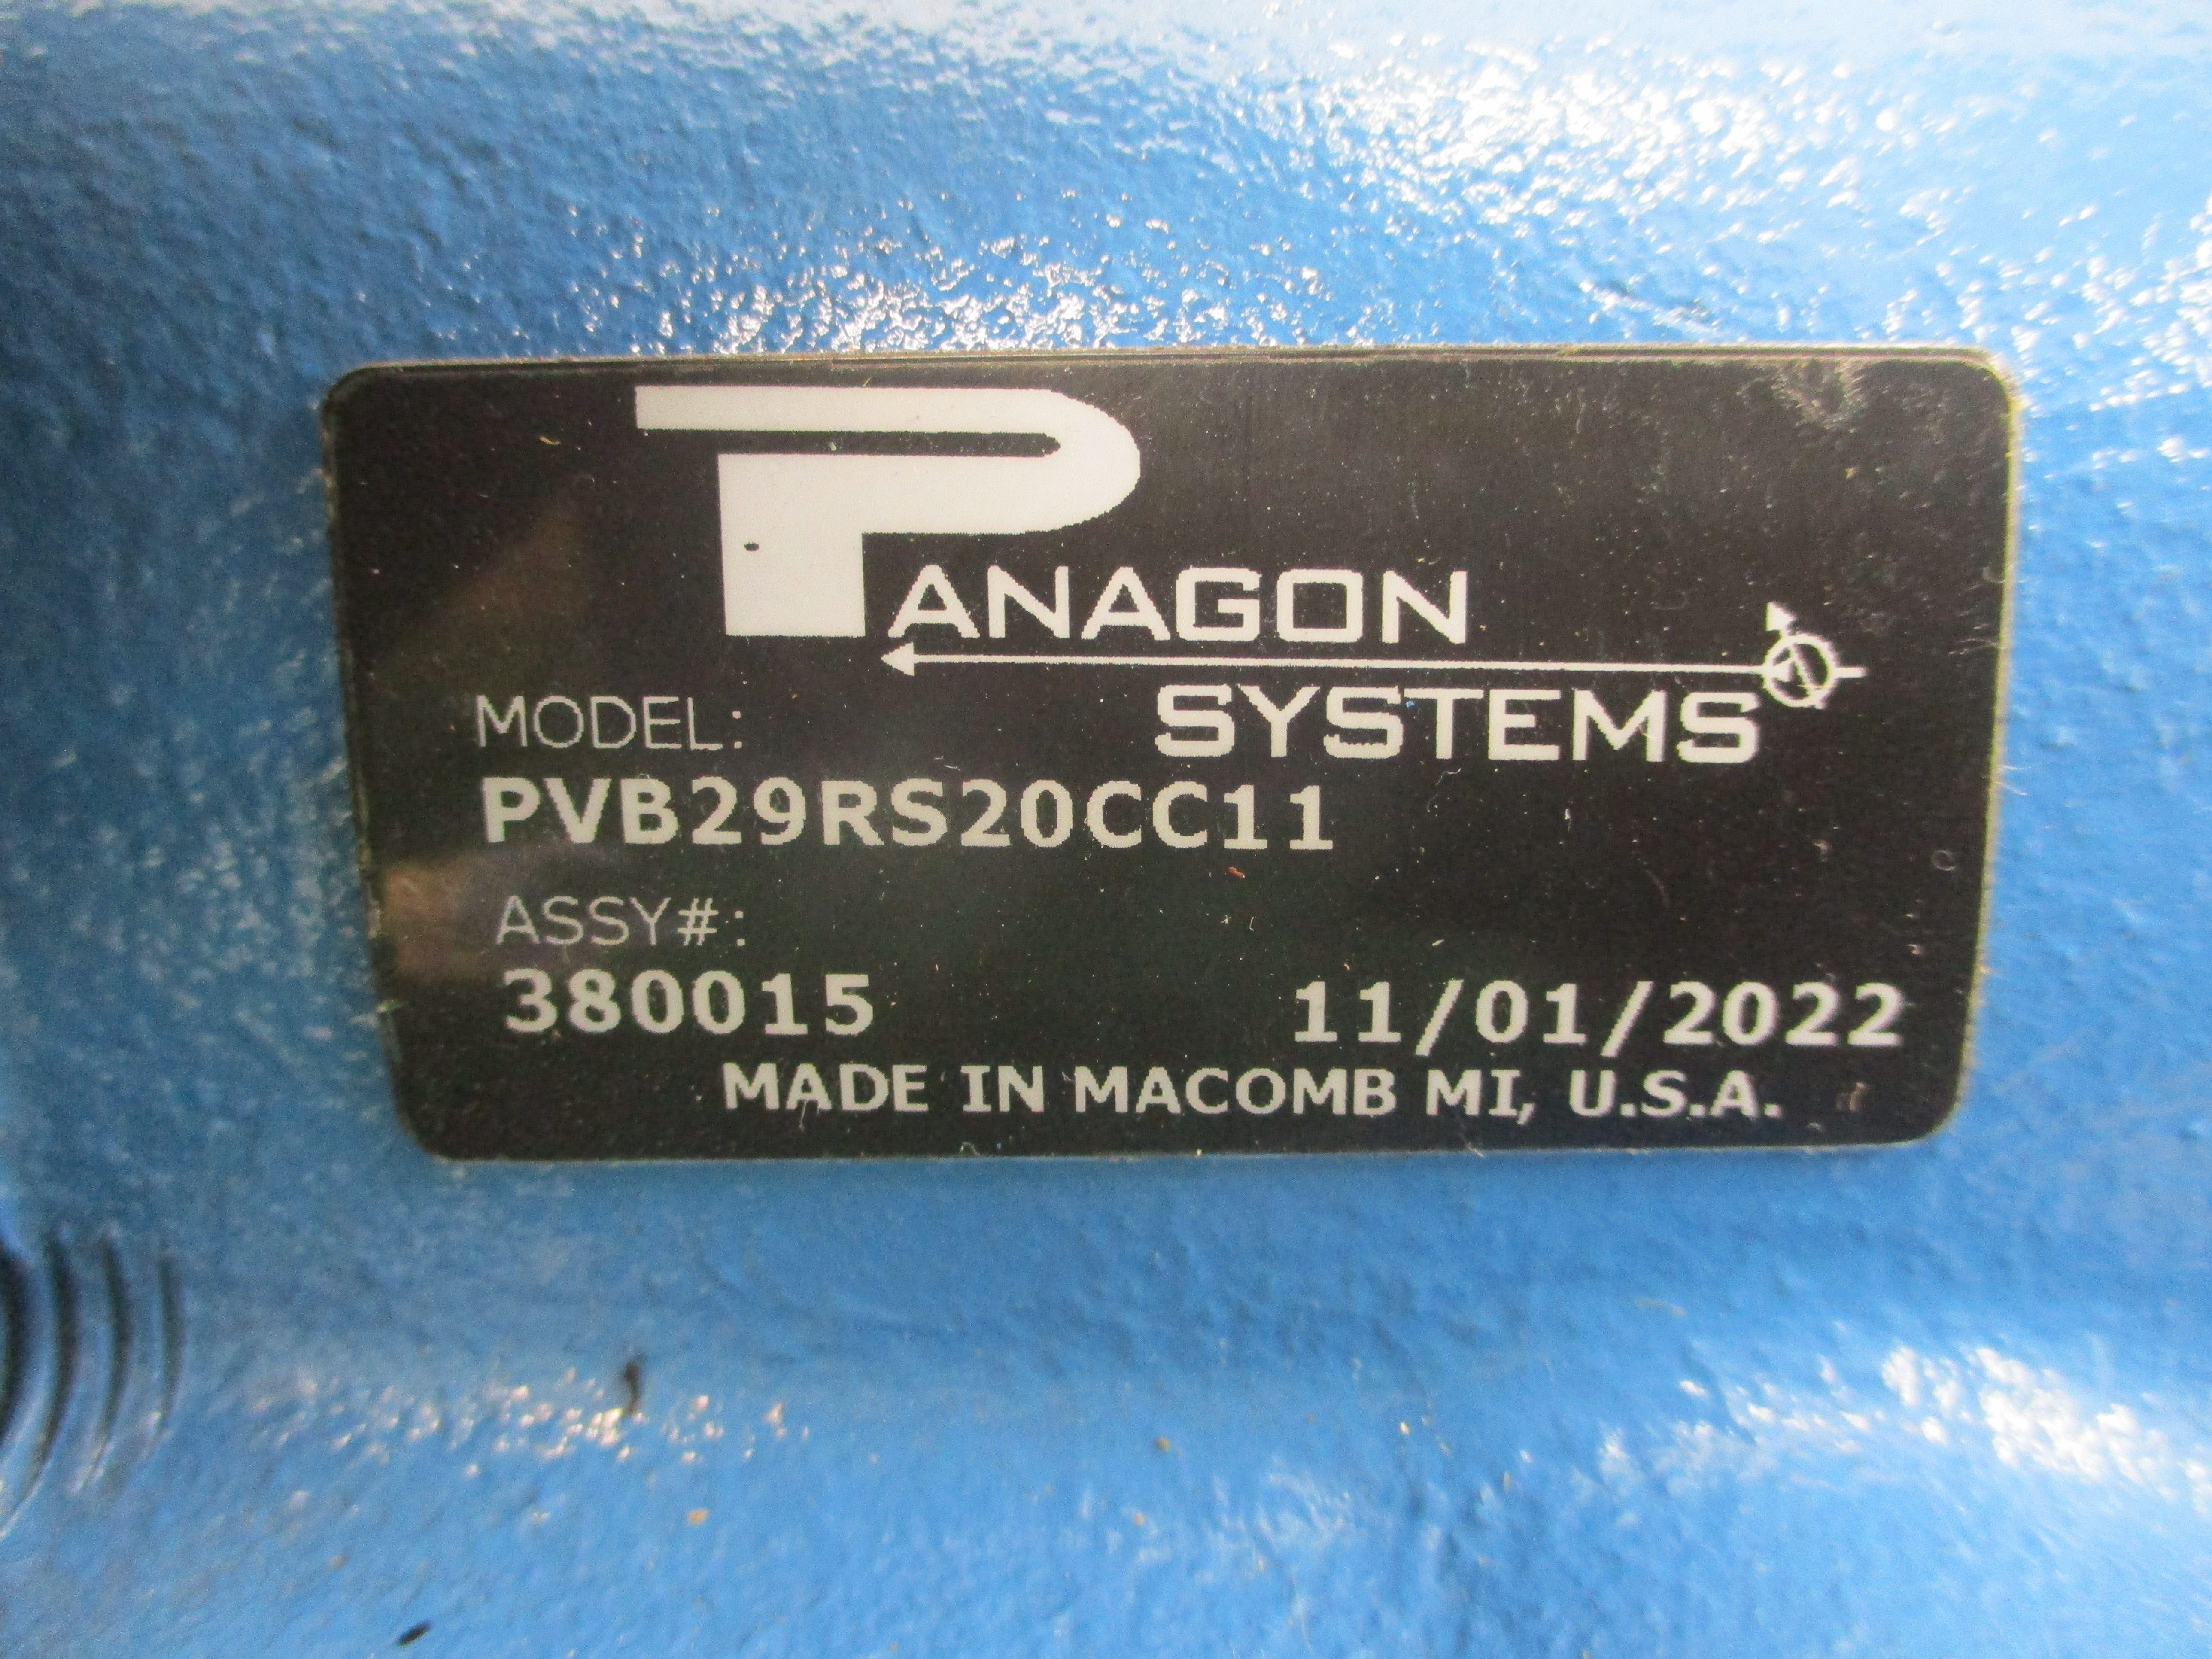 PANAGON
SYSTEMS
MODEL:
PVB29RS20CC11
ASSY#:
380015 11/01/2022
MADE IN MACOMB MI, U.S.A.